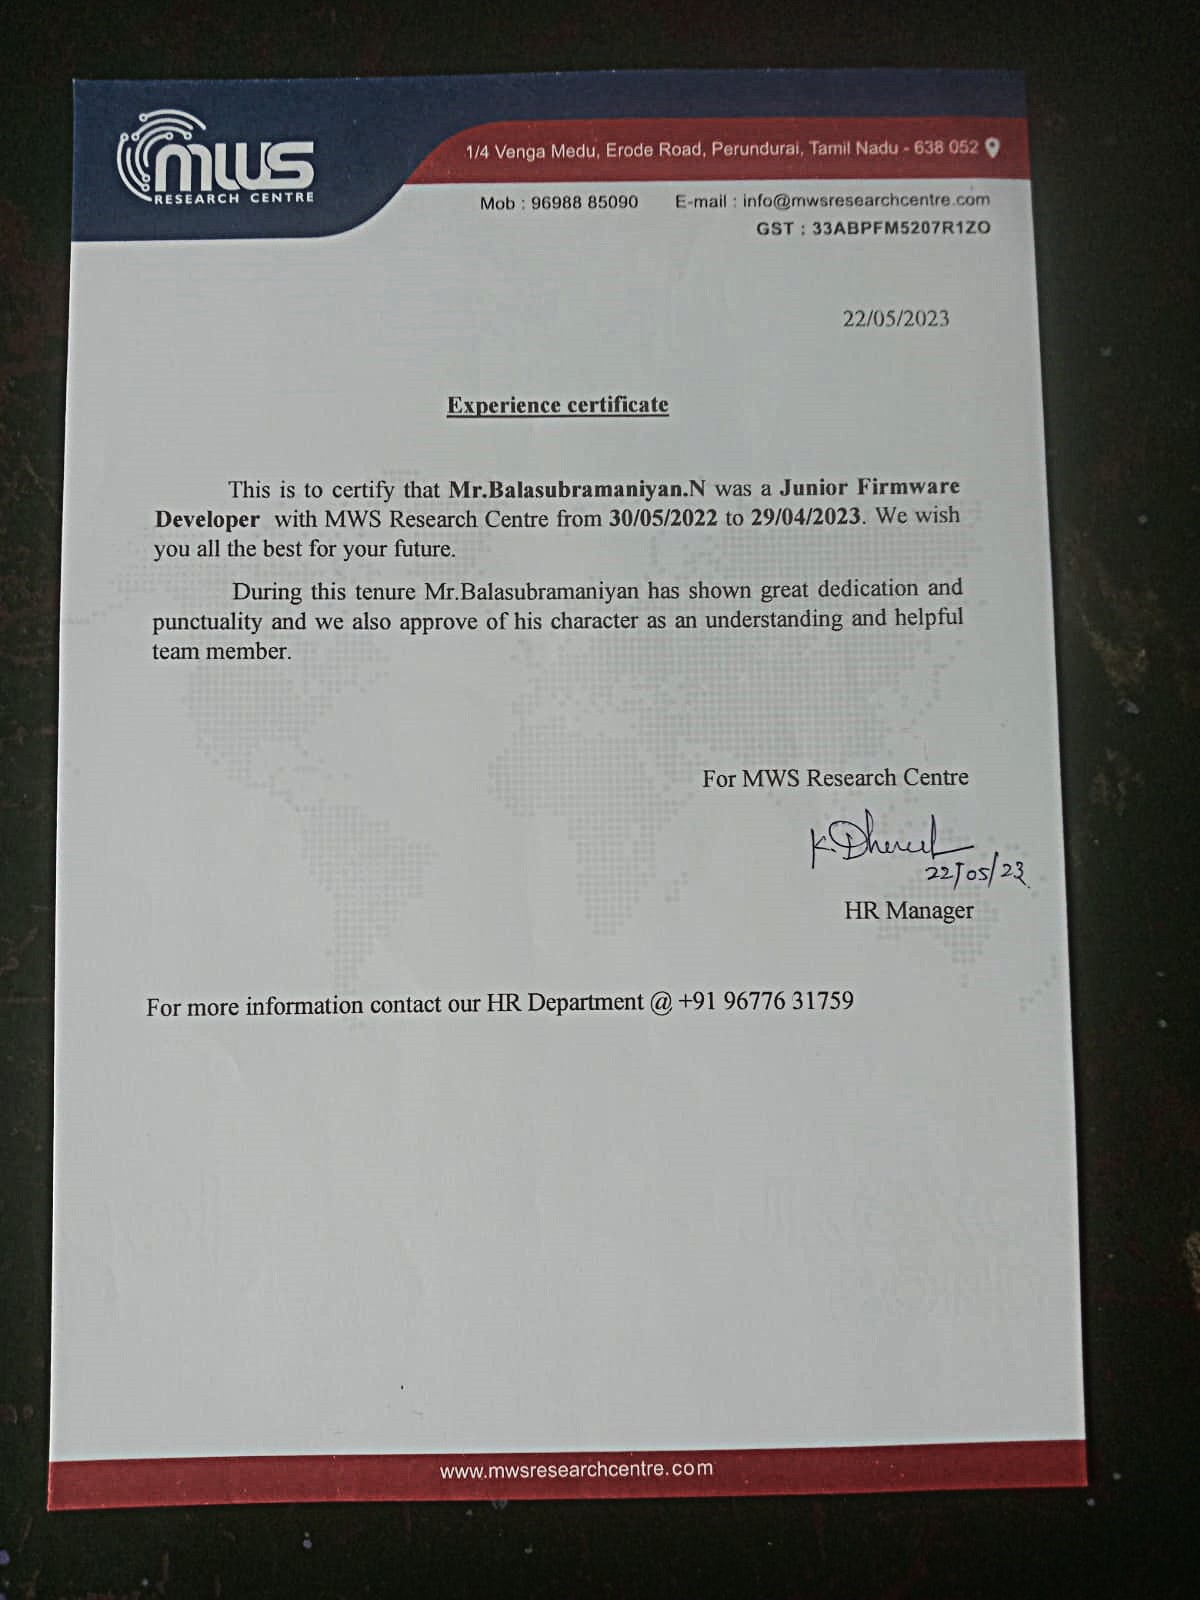 MWS
RESEARCH CENTRE
1/4 Venga Medu, Erode Road, Perundurai, Tamil Nadu - 638 052
Mob : 96988 85090 E-mail : info@mwsresearchcentre.com
GST : 33ABPFM5207R1ZO
22/05/2023
Experience certificate
This is to certify that Mr.Balasubramaniyan.N was a Junior Firmware
Developer with MWS Research Centre from 30/05/2022 to 29/04/2023. We wish
you all the best for your future.
During this tenure Mr.Balasubramaniyan has shown great dedication and
punctuality and we also approve of his character as an understanding and helpful
team member.
For MWS Research Centre
22/05/23
HR Manager
For more information contact our HR Department @ +91 96776 31759
www.mwsresearchcentre.com